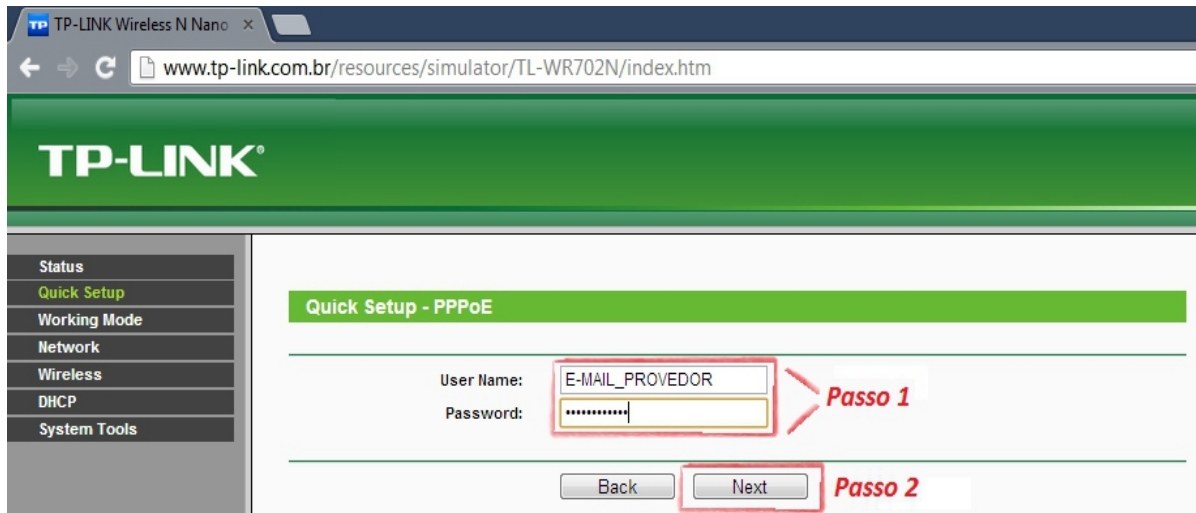 TP TP-LINK Wireless N Nano ×
www.tp-link.com.br/resources/simulator/TL-WR702N/index.htm
TP-LINK®
Status
Quick Setup
Working Mode
Network
Wireless
DHCP
System Tools
Quick Setup - PPPoE
User Name: E-MAIL_PROVEDOR
Password: ••••••••••••
Passo 1
Back Next Passo 2